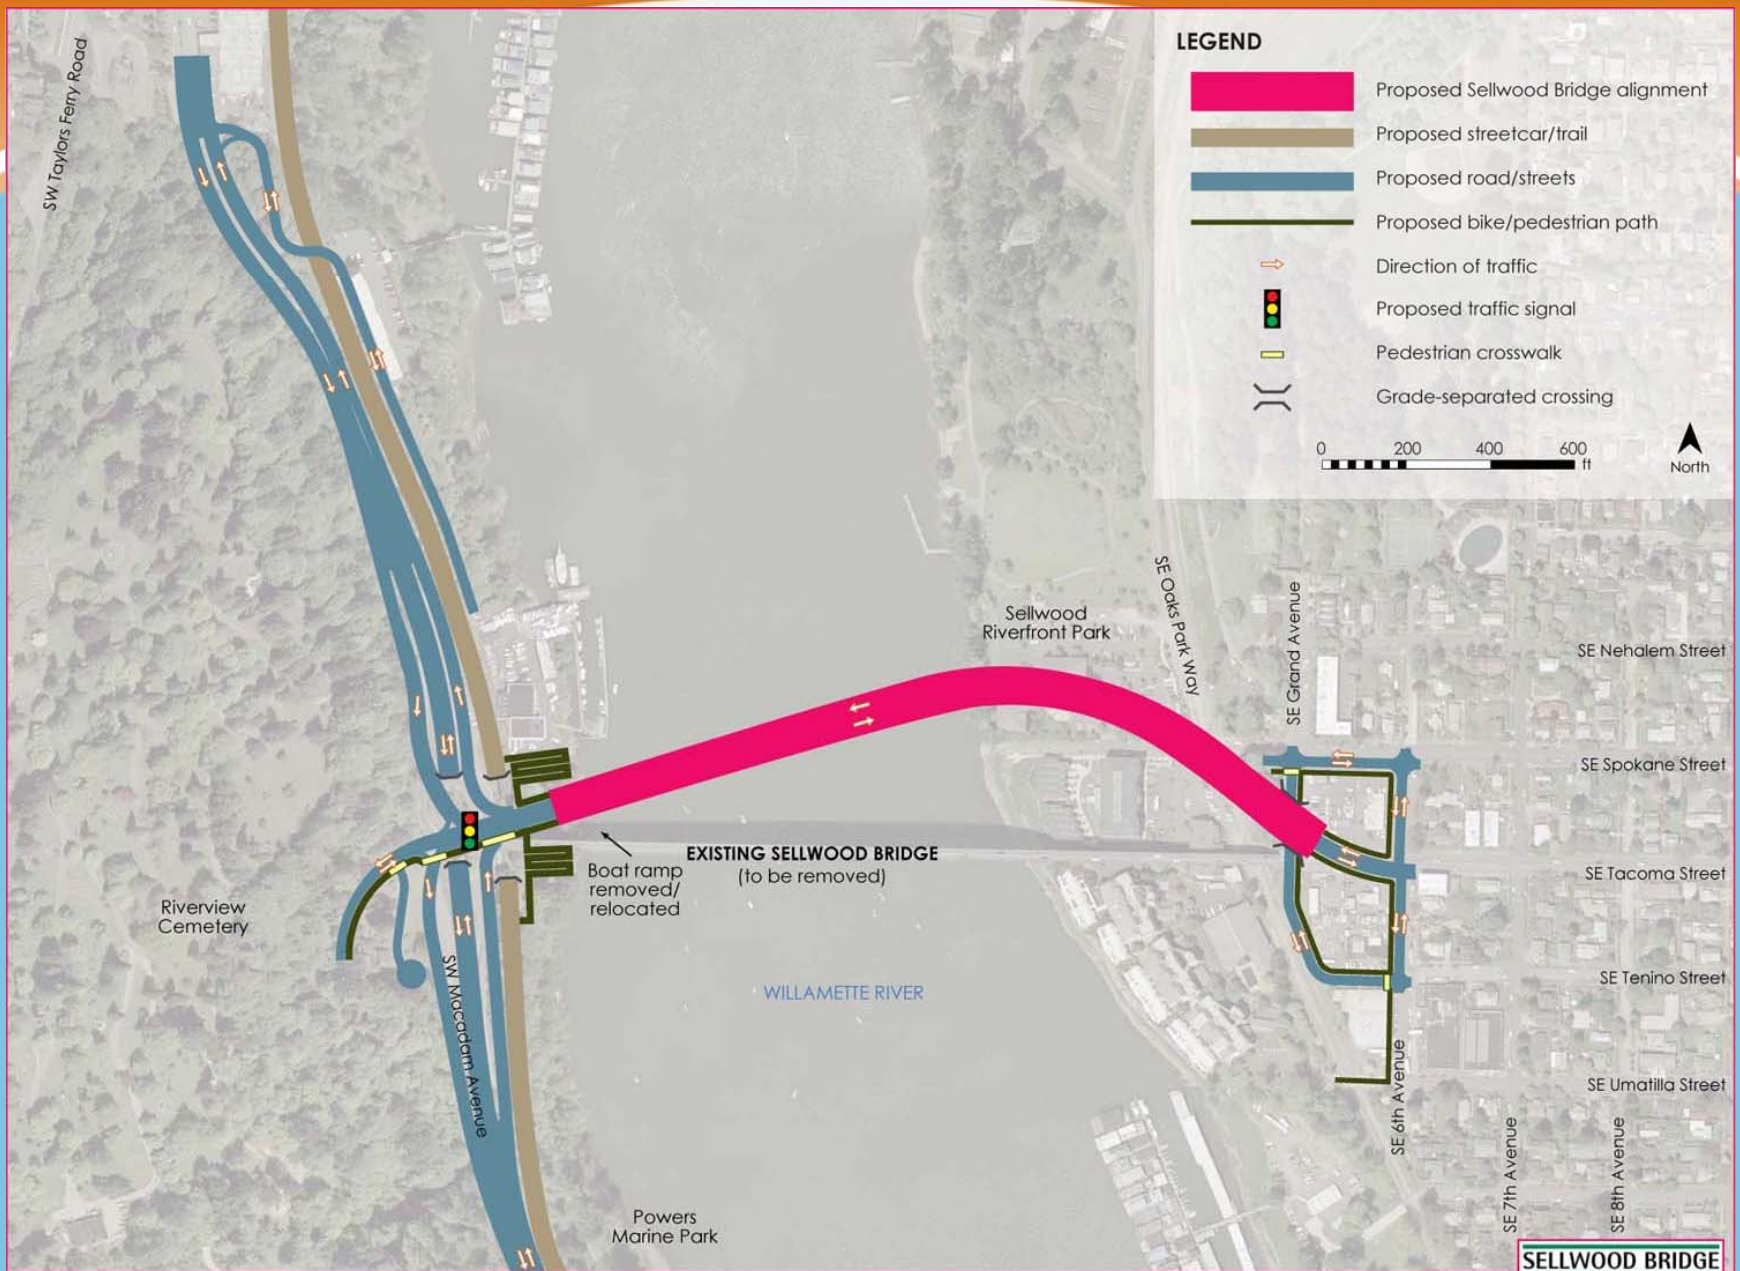 LEGEND
Proposed Sellwood Bridge alignment
Proposed streetcar/trail
Proposed road/streets
Proposed bike/pedestrian path
Direction of traffic
Proposed traffic signal
Pedestrian crosswalk
Grade-separated crossing
0 200 400 600 ft
North
SW Taylors Ferry Road
Sellwood
Riverfront Park
SE Oaks Park Way
SE Grand Avenue
SE Nehalem Street
SE Spokane Street
SE Tacoma Street
SE Tenino Street
SE Umatilla Street
SE 6th Avenue
SE 7th Avenue
SE 8th Avenue
EXISTING SELLWOOD BRIDGE
(to be removed)
Boat ramp
removed/
relocated
Riverview
Cemetery
SW Macadam Avenue
WILLAMETTE RIVER
Powers
Marine Park
SELLWOOD BRIDGE